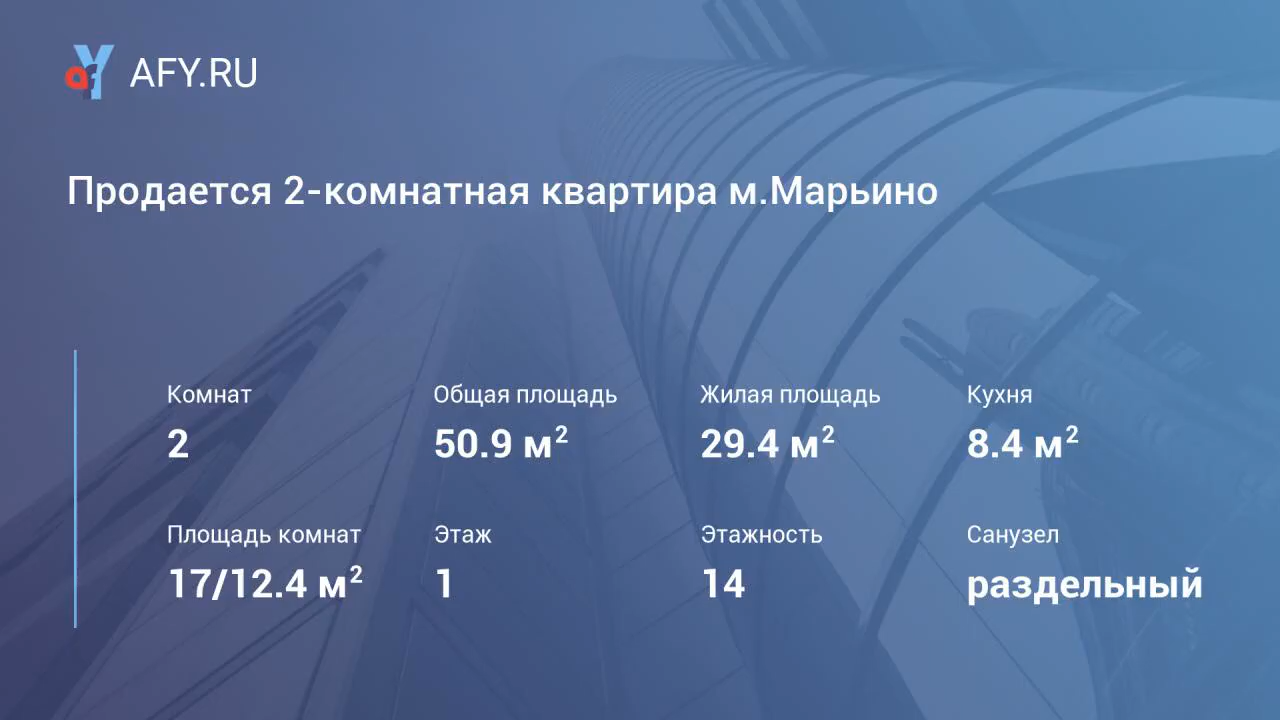 AFY.RU
Продается 2-комнатная квартира м.Марьино
Комнат
2
Общая площадь
50.9 м²
Жилая площадь
29.4 м²
Кухня
8.4 м²
Площадь комнат
17/12.4 м²
Этаж
1
Этажность
14
Санузел
раздельный